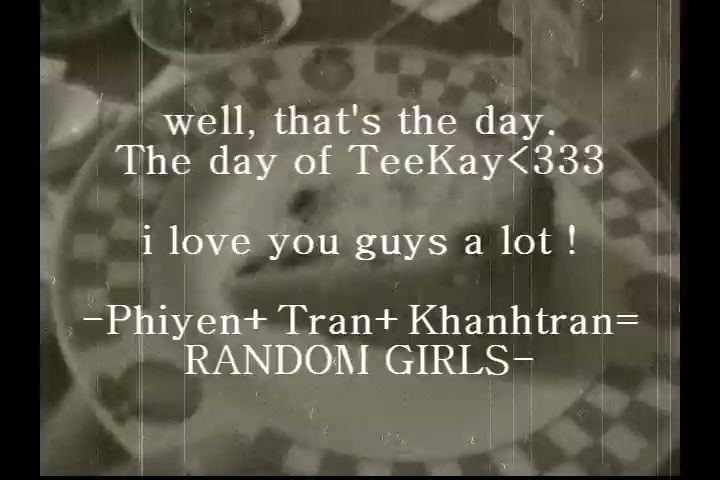 well, that's the day.
The day of TeeKay<333
i love you guys a lot !
-Phiyen+ Tran+ Khanhtran=
RANDOM GIRLS-